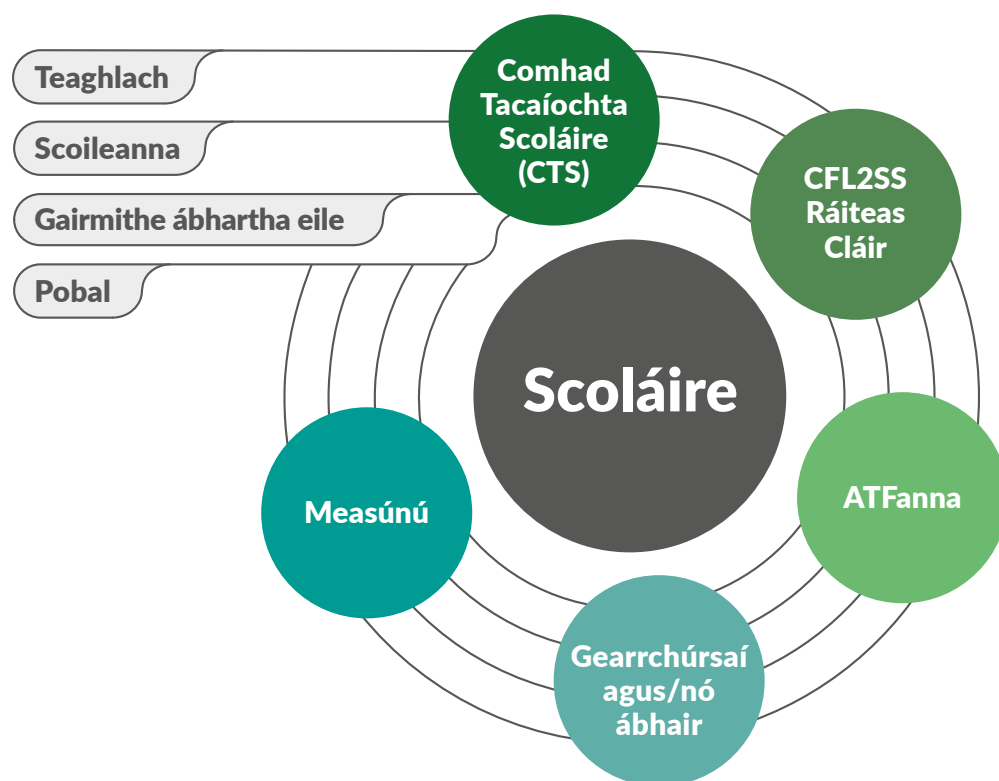 Teaghlach
Scoileanna
Gairmithe ábhartha eile
Pobal
Comhad
Tacaíochta
Scoláire
(CTS)
CFL2SS
Ráiteas
Cláir
Scoláire
ATFanna
Measúnú
Gearrchúrsaí
agus/nó
ábhair